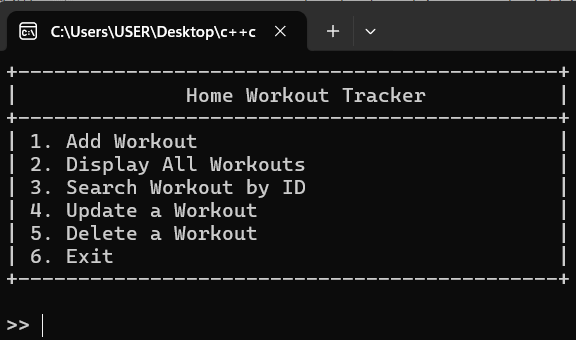 C:\Users\USER\Desktop\c++c
+---------------------------------------------+
|              Home Workout Tracker           |
+---------------------------------------------+
| 1. Add Workout                              |
| 2. Display All Workouts                     |
| 3. Search Workout by ID                     |
| 4. Update a Workout                         |
| 5. Delete a Workout                         |
| 6. Exit                                     |
+---------------------------------------------+
>>